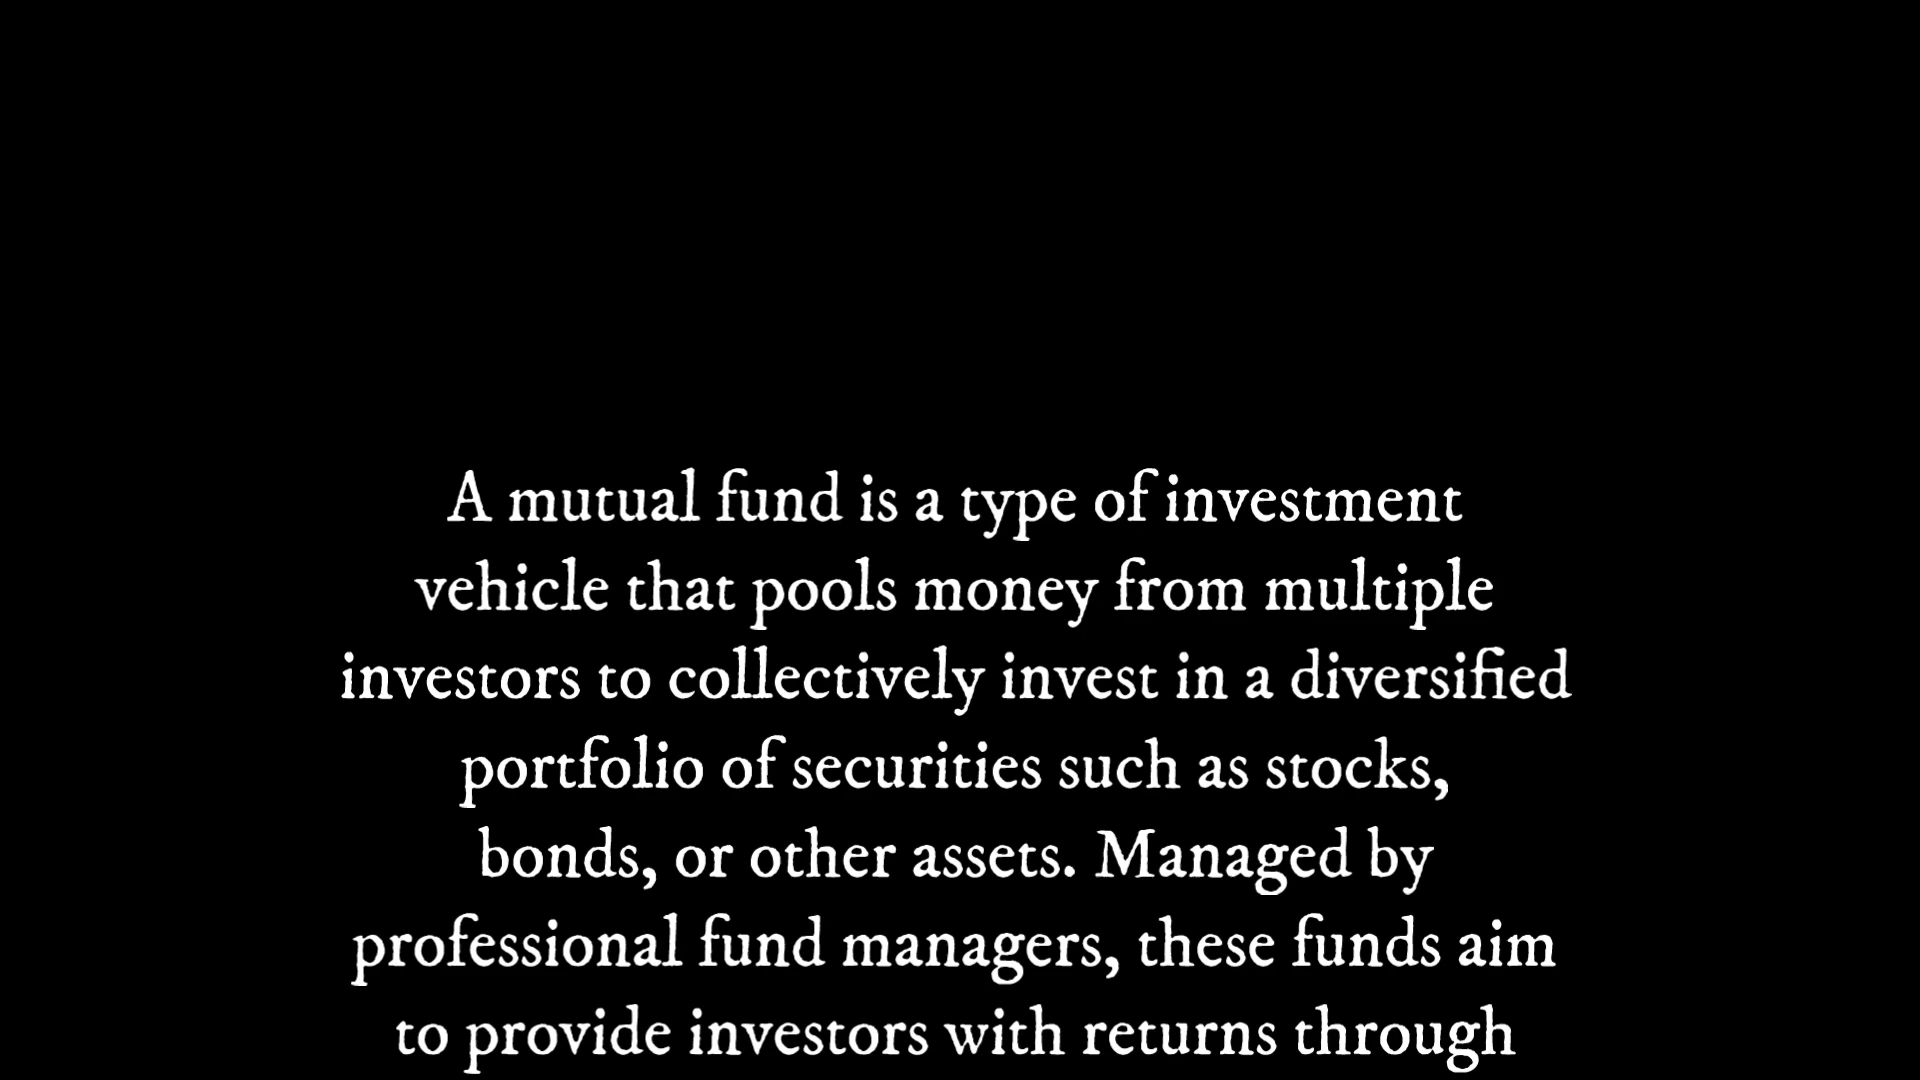 A mutual fund is a type of investment
vehicle that pools money from multiple
investors to collectively invest in a diversified
portfolio of securities such as stocks,
bonds, or other assets. Managed by
professional fund managers, these funds aim
to provide investors with returns through